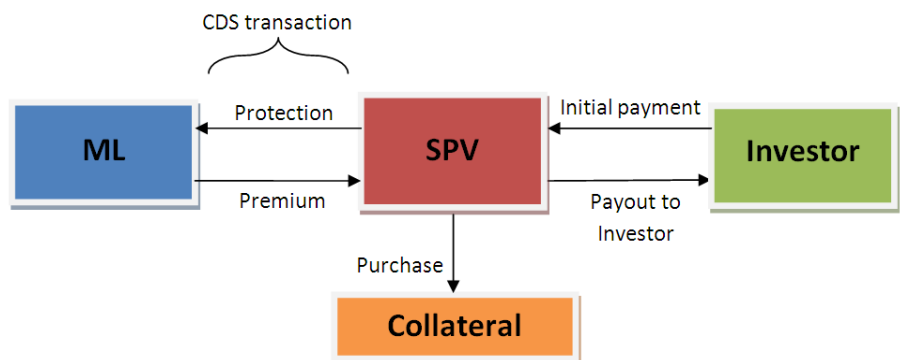 CDS transaction
Protection
Initial payment
ML
SPV
Investor
Premium
Payout to
Investor
Purchase
Collateral